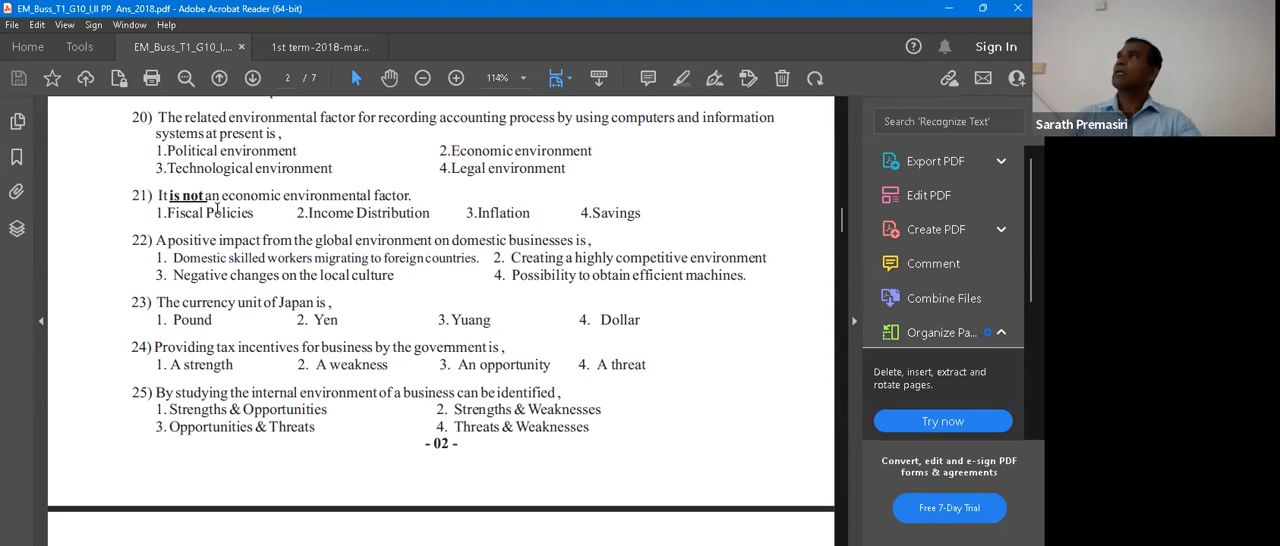 EM_Buss_T1_G10_I,II PP Ans_2018.pdf - Adobe Acrobat Reader (64-bit)
File Edit View Sign Window Help
Home Tools EM_Buss_T1_G10_I,... × 1st term-2018-mar... Sign In
2 / 7 114%
20) The related environmental factor for recording accounting process by using computers and information
systems at present is ,
1.Political environment 2.Economic environment
3.Technological environment 4.Legal environment
21) It is not an economic environmental factor.
1.Fiscal Policies 2.Income Distribution 3.Inflation 4.Savings
22) A positive impact from the global environment on domestic businesses is ,
1. Domestic skilled workers migrating to foreign countries. 2. Creating a highly competitive environment
3. Negative changes on the local culture 4. Possibility to obtain efficient machines.
23) The currency unit of Japan is ,
1. Pound 2. Yen 3.Yuang 4. Dollar
24) Providing tax incentives for business by the government is ,
1. A strength 2. A weakness 3. An opportunity 4. A threat
25) By studying the internal environment of a business can be identified ,
1. Strengths & Opportunities 2. Strengths & Weaknesses
3. Opportunities & Threats 4. Threats & Weaknesses
- 02 -
Search 'Recognize Text'
Export PDF
Edit PDF
Create PDF
Comment
Combine Files
Organize Pa...
Delete, insert, extract and
rotate pages.
Try now
Convert, edit and e-sign PDF
forms & agreements
Free 7-Day Trial
Sarath Premasiri